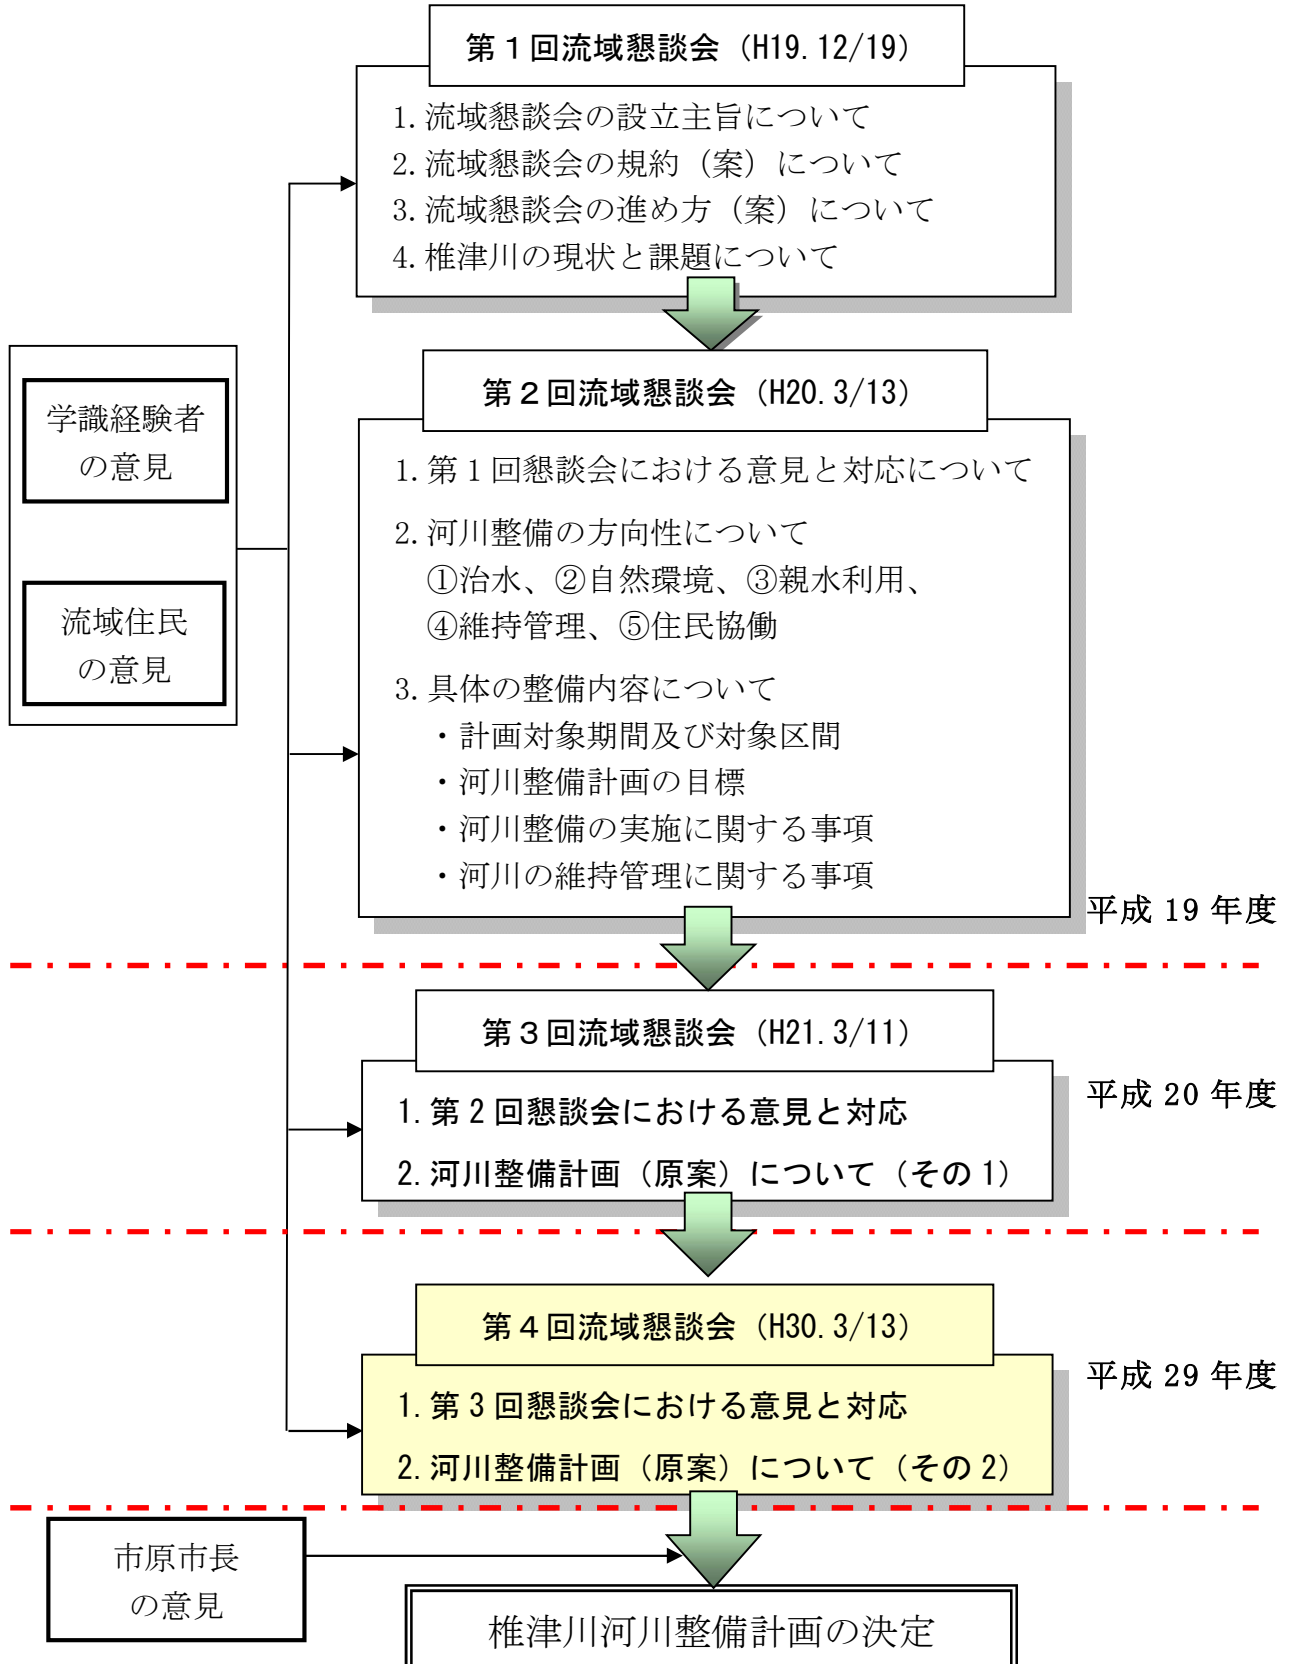 第１回流域懇談会（H19.12/19）
1.流域懇談会の設立主旨について
2.流域懇談会の規約（案）について
3.流域懇談会の進め方（案）について
4.椎津川の現状と課題について
学識経験者
の意見
流域住民
の意見
第２回流域懇談会（H20.3/13）
1.第1回懇談会における意見と対応について
2.河川整備の方向性について
①治水、②自然環境、③親水利用、
④維持管理、⑤住民協働
3.具体の整備内容について
・計画対象期間及び対象区間
・河川整備計画の目標
・河川整備の実施に関する事項
・河川の維持管理に関する事項
平成 19 年度
第３回流域懇談会（H21.3/11）
1.第2回懇談会における意見と対応
2.河川整備計画（原案）について（その1）
平成 20 年度
第４回流域懇談会（H30.3/13）
1.第3回懇談会における意見と対応
2.河川整備計画（原案）について（その2）
平成 29 年度
市原市長
の意見
椎津川河川整備計画の決定